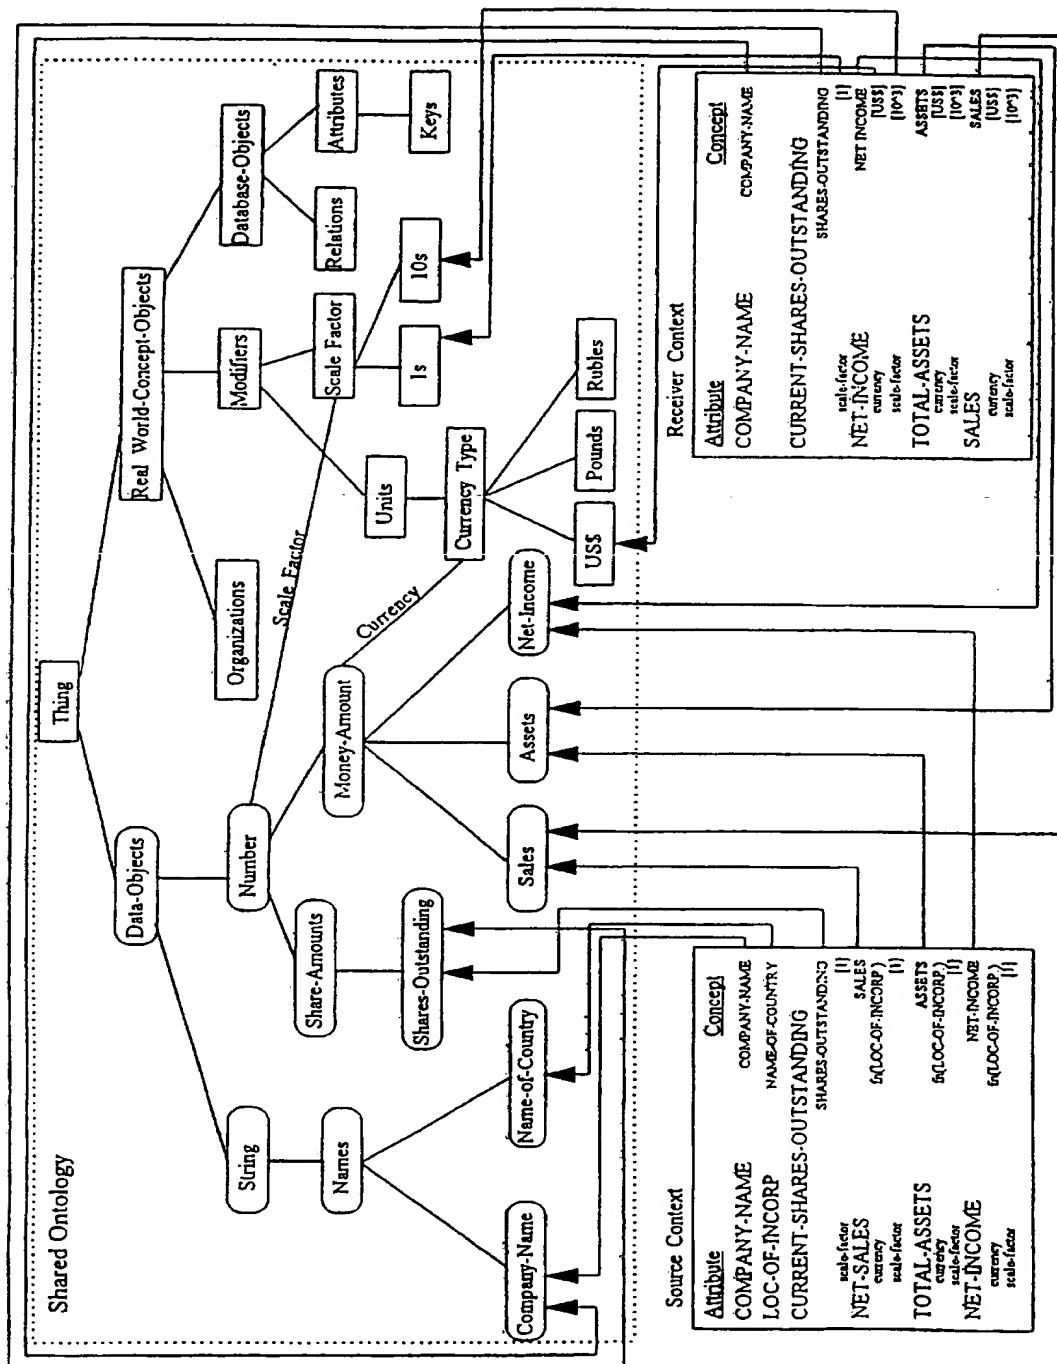 Shared Ontology
Thing
Data-Objects
Real World-Concept-Objects
String
Number
Organizations
Modifiers
Database-Objects
Scale Factor
Names
Share-Amounts
Money-Amount
Currency
Units
Scale Factor
Relations
Attributes
Shares-Outstanding
Currency Type
1s
10s
Keys
Company-Name
Name-of-Country
Sales
Assets
Net-Income
US$
Pounds
Rubles
Source Context
Attribute Concept
COMPANY-NAME COMPANY-NAME
LOC-OF-INCORP NAME-OF-COUNTRY
CURRENT-SHARES-OUTSTANDING
SHARES-OUTSTANDING
scale-factor [1]
NET-SALES SALES
currency fn(LOC-OF-INCORP.)
scale-factor [1]
TOTAL-ASSETS ASSETS
currency fn(LOC-OF-INCORP.)
scale-factor [1]
NET-INCOME NET-INCOME
currency fn(LOC-OF-INCORP.)
scale-factor [1]
Receiver Context
Attribute Concept
COMPANY-NAME COMPANY-NAME
CURRENT-SHARES-OUTSTANDING
SHARES-OUTSTANDING
scale-factor [1]
NET-INCOME NET INCOME
currency [US$]
scale-factor [10^3]
TOTAL-ASSETS ASSETS
currency [US$]
scale-factor [10^3]
SALES SALES
currency [US$]
scale-factor [10^3]